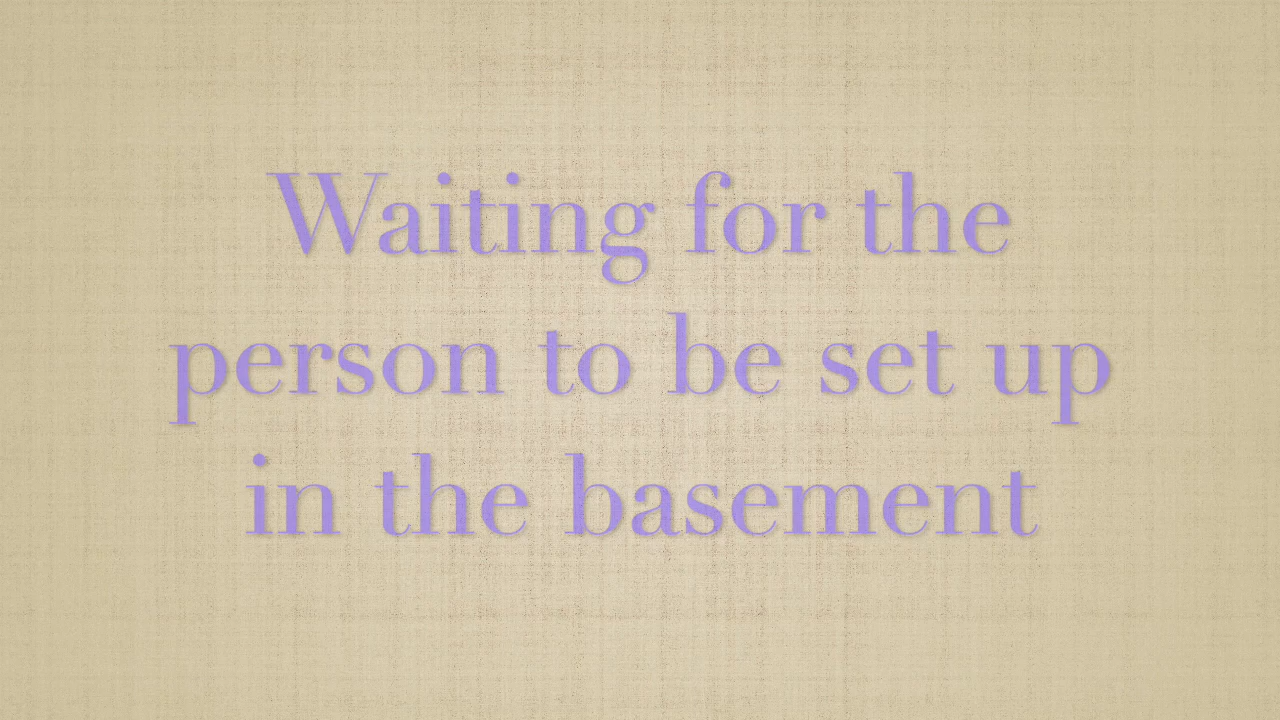 Waiting for the
person to be set up
in the basement